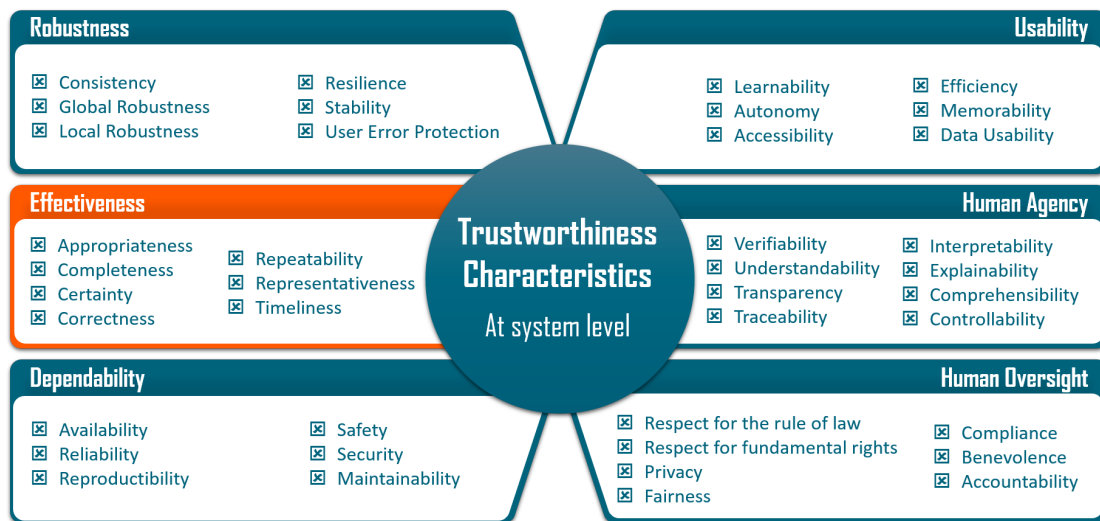 Robustness
Consistency
Global Robustness
Local Robustness
Resilience
Stability
User Error Protection
Usability
Learnability
Autonomy
Accessibility
Efficiency
Memorability
Data Usability
Effectiveness
Appropriateness
Completeness
Certainty
Correctness
Repeatability
Representativeness
Timeliness
Trustworthiness
Characteristics
At system level
Human Agency
Verifiability
Understandability
Transparency
Traceability
Interpretability
Explainability
Comprehensibility
Controllability
Dependability
Availability
Reliability
Reproductibility
Safety
Security
Maintainability
Human Oversight
Respect for the rule of law
Respect for fundamental rights
Privacy
Fairness
Compliance
Benevolence
Accountability